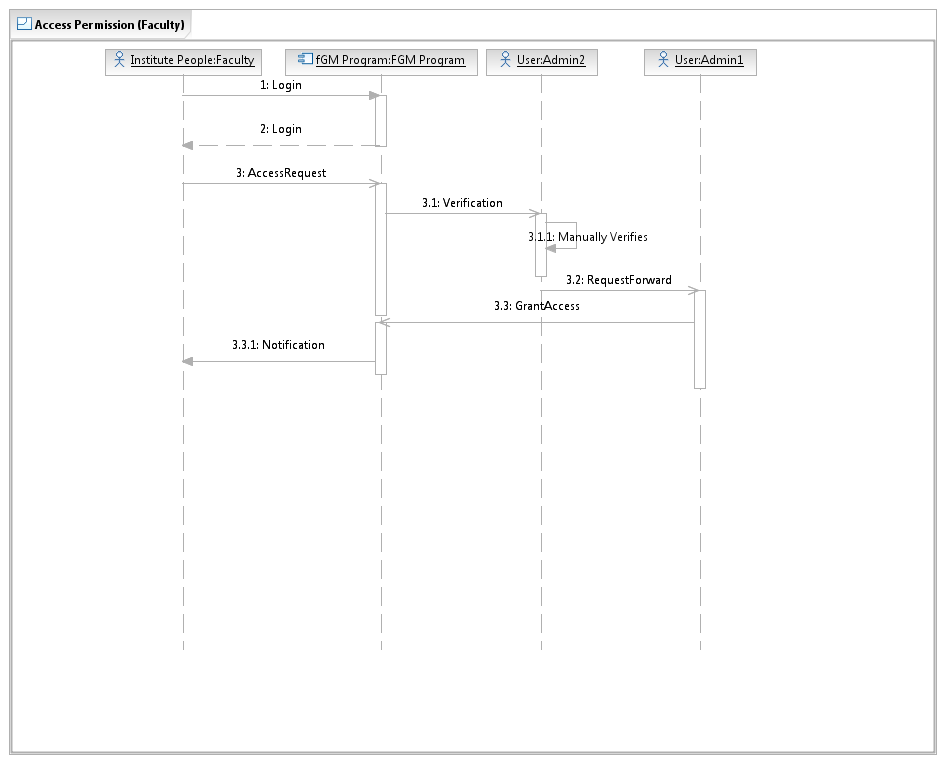 Access Permission (Faculty)
Institute People:Faculty
fGM Program:FGM Program
User:Admin2
User:Admin1
1: Login
2: Login
3: AccessRequest
3.1: Verification
3.1.1: Manually Verifies
3.2: RequestForward
3.3: GrantAccess
3.3.1: Notification